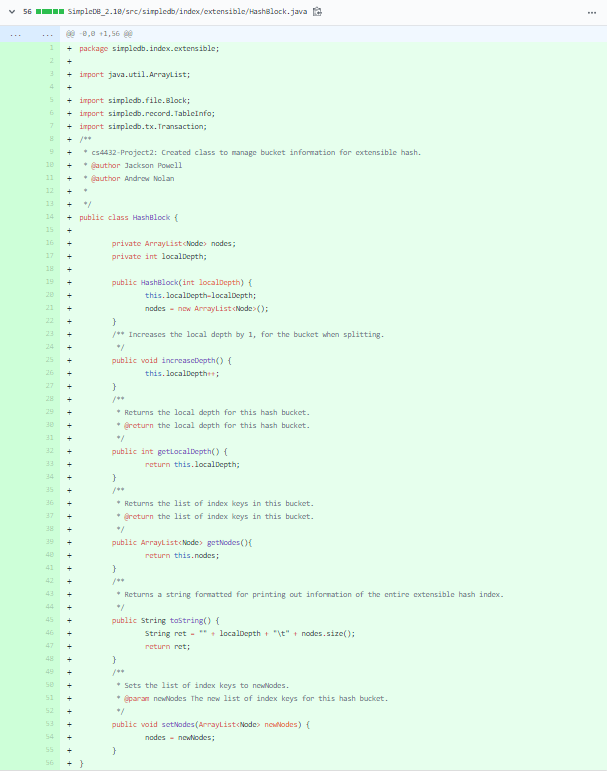 56 SimpleDB_2.10/src/simpledb/index/extensible/HashBlock.java
... ... @@ -0,0 +1,56 @@
1 + package simpledb.index.extensible;
2 +
3 + import java.util.ArrayList;
4 +
5 + import simpledb.file.Block;
6 + import simpledb.record.TableInfo;
7 + import simpledb.tx.Transaction;
8 + /**
9 + * cs4432-Project2: Created class to manage bucket information for extensible hash.
10 + * @author Jackson Powell
11 + * @author Andrew Nolan
12 + *
13 + */
14 + public class HashBlock {
15 +
16 + private ArrayList<Node> nodes;
17 + private int localDepth;
18 +
19 + public HashBlock(int localDepth) {
20 + this.localDepth=localDepth;
21 + nodes = new ArrayList<Node>();
22 + }
23 + /** Increases the local depth by 1, for the bucket when splitting.
24 + */
25 + public void increaseDepth() {
26 + this.localDepth++;
27 + }
28 + /**
29 + * Returns the local depth for this hash bucket.
30 + * @return the local depth for this hash bucket.
31 + */
32 + public int getLocalDepth() {
33 + return this.localDepth;
34 + }
35 + /**
36 + * Returns the list of index keys in this bucket.
37 + * @return the list of index keys in this bucket.
38 + */
39 + public ArrayList<Node> getNodes(){
40 + return this.nodes;
41 + }
42 + /**
43 + * Returns a string formatted for printing out information of the entire extensible hash index.
44 + */
45 + public String toString() {
46 + String ret = "" + localDepth + "\t" + nodes.size();
47 + return ret;
48 + }
49 + /**
50 + * Sets the list of index keys to newNodes.
51 + * @param newNodes The new list of index keys for this hash bucket.
52 + */
53 + public void setNodes(ArrayList<Node> newNodes) {
54 + nodes = newNodes;
55 + }
56 + }